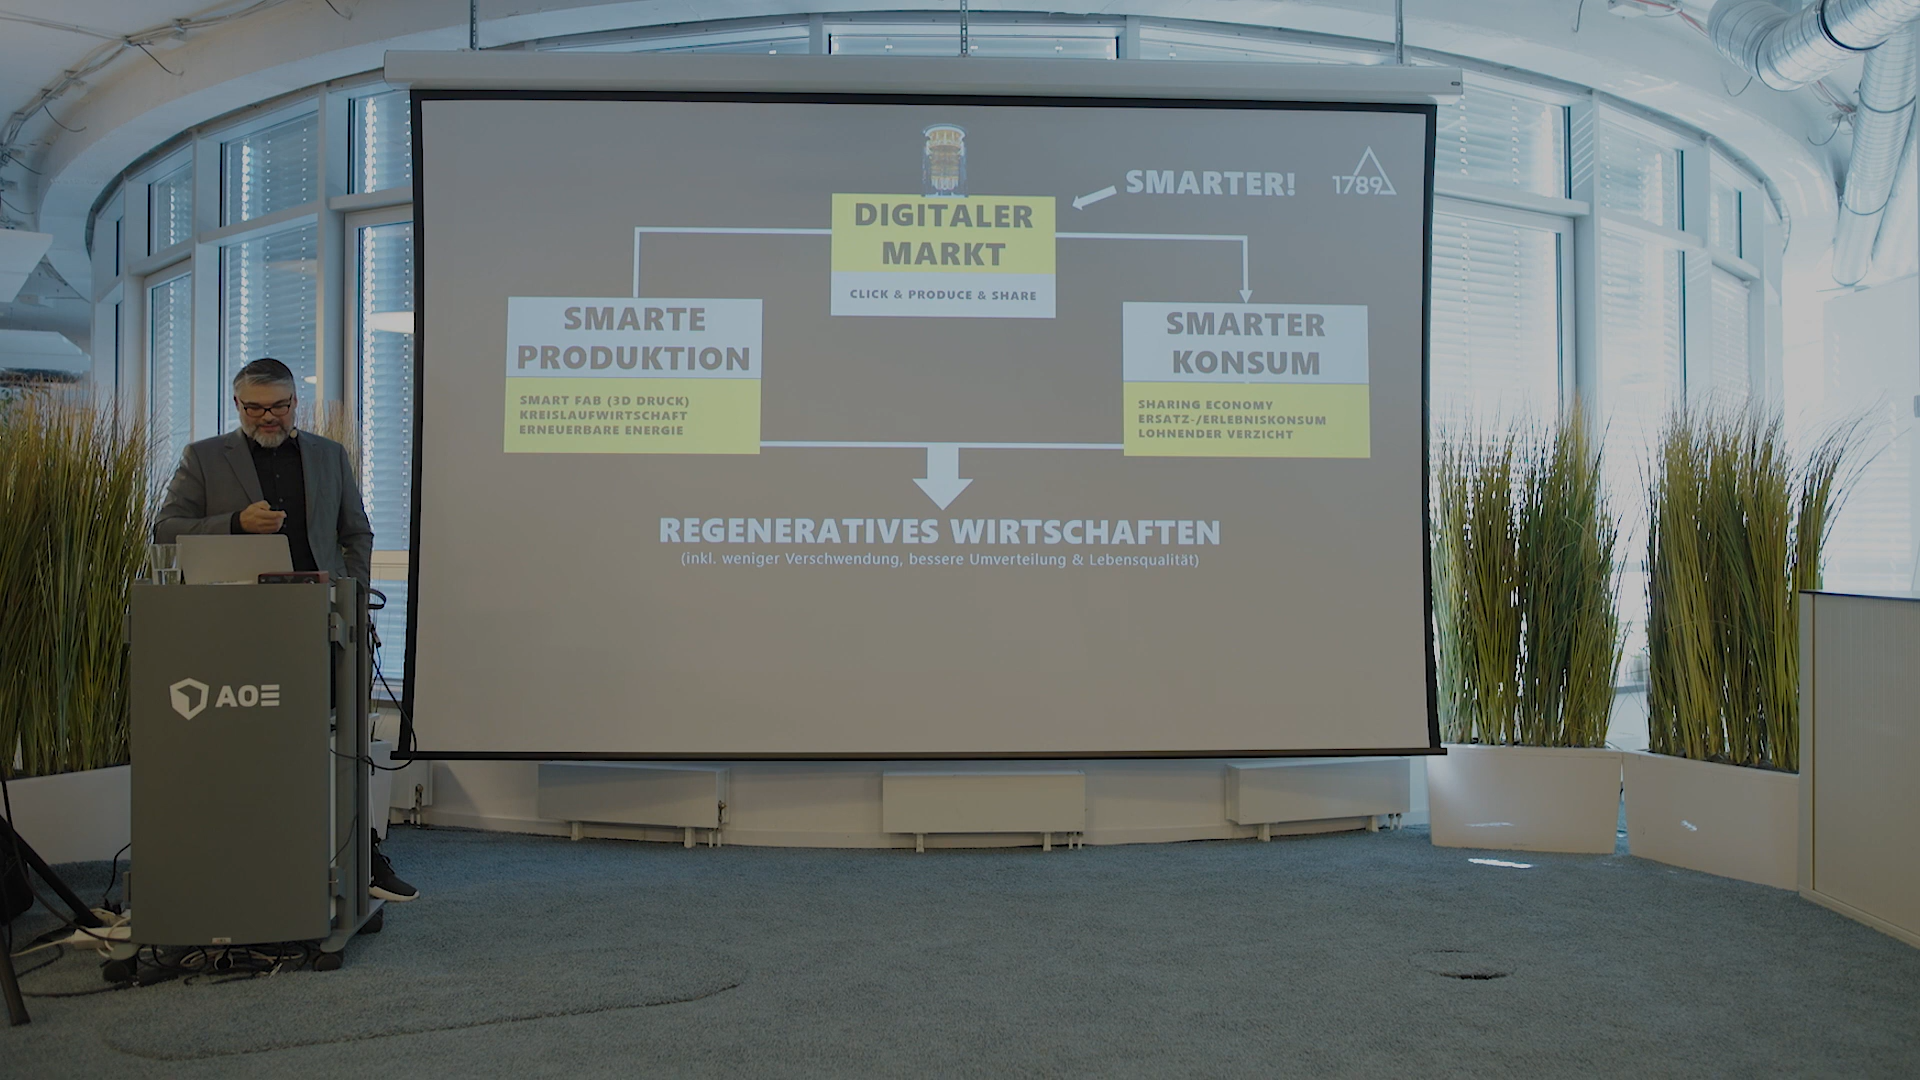 SMARTER!
1789
DIGITALER
MARKT
CLICK & PRODUCE & SHARE
SMARTE
PRODUKTION
SMART FAB (3D DRUCK)
KREISLAUFWIRTSCHAFT
ERNEUERBARE ENERGIE
SMARTER
KONSUM
SHARING ECONOMY
ERSATZ-/ERLEBNISKONSUM
LOHNENDER VERZICHT
REGENERATIVES WIRTSCHAFTEN
(inkl. weniger Verschwendung, bessere Umverteilung & Lebensqualität)
AOE